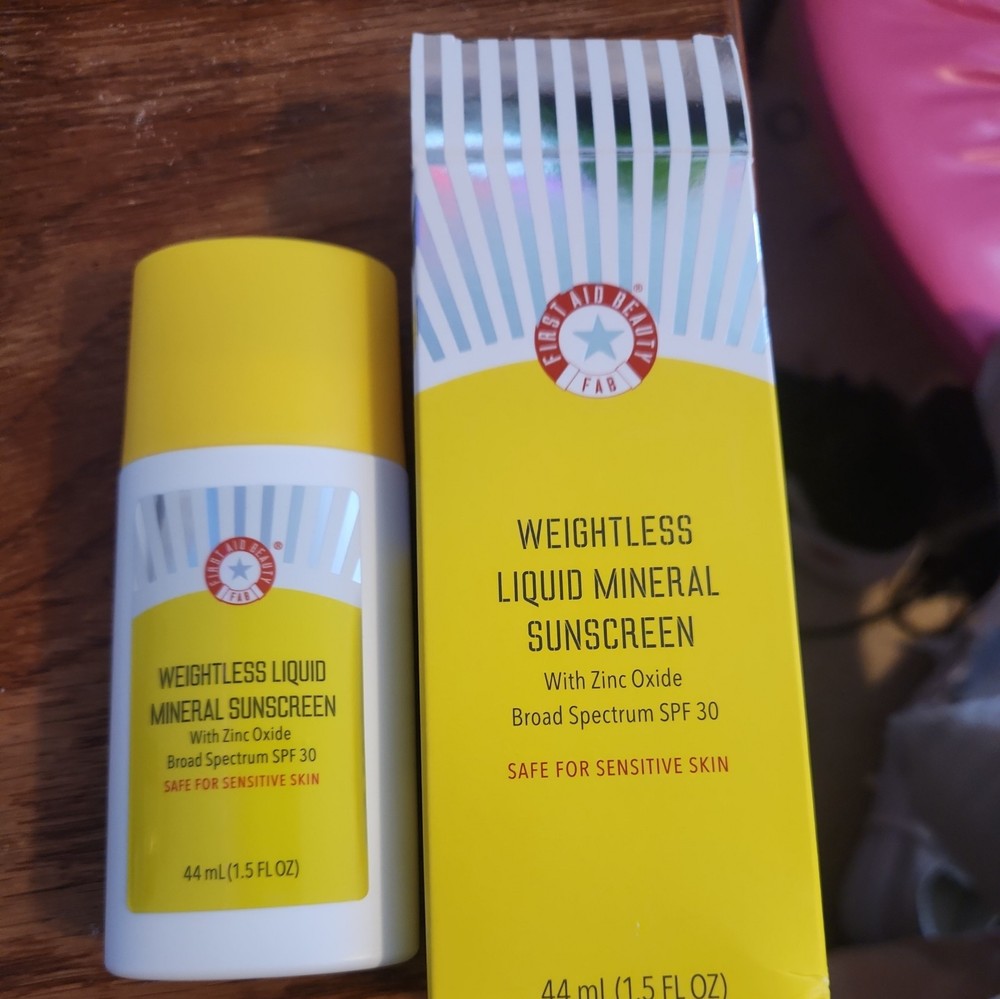 FIRST AID BEAUTY®
FAB
WEIGHTLESS LIQUID
MINERAL SUNSCREEN
With Zinc Oxide
Broad Spectrum SPF 30
SAFE FOR SENSITIVE SKIN
44 mL (1.5 FL OZ)
FIRST AID BEAUTY®
FAB
WEIGHTLESS
LIQUID MINERAL
SUNSCREEN
With Zinc Oxide
Broad Spectrum SPF 30
SAFE FOR SENSITIVE SKIN
44 mL (1.5 FL OZ)